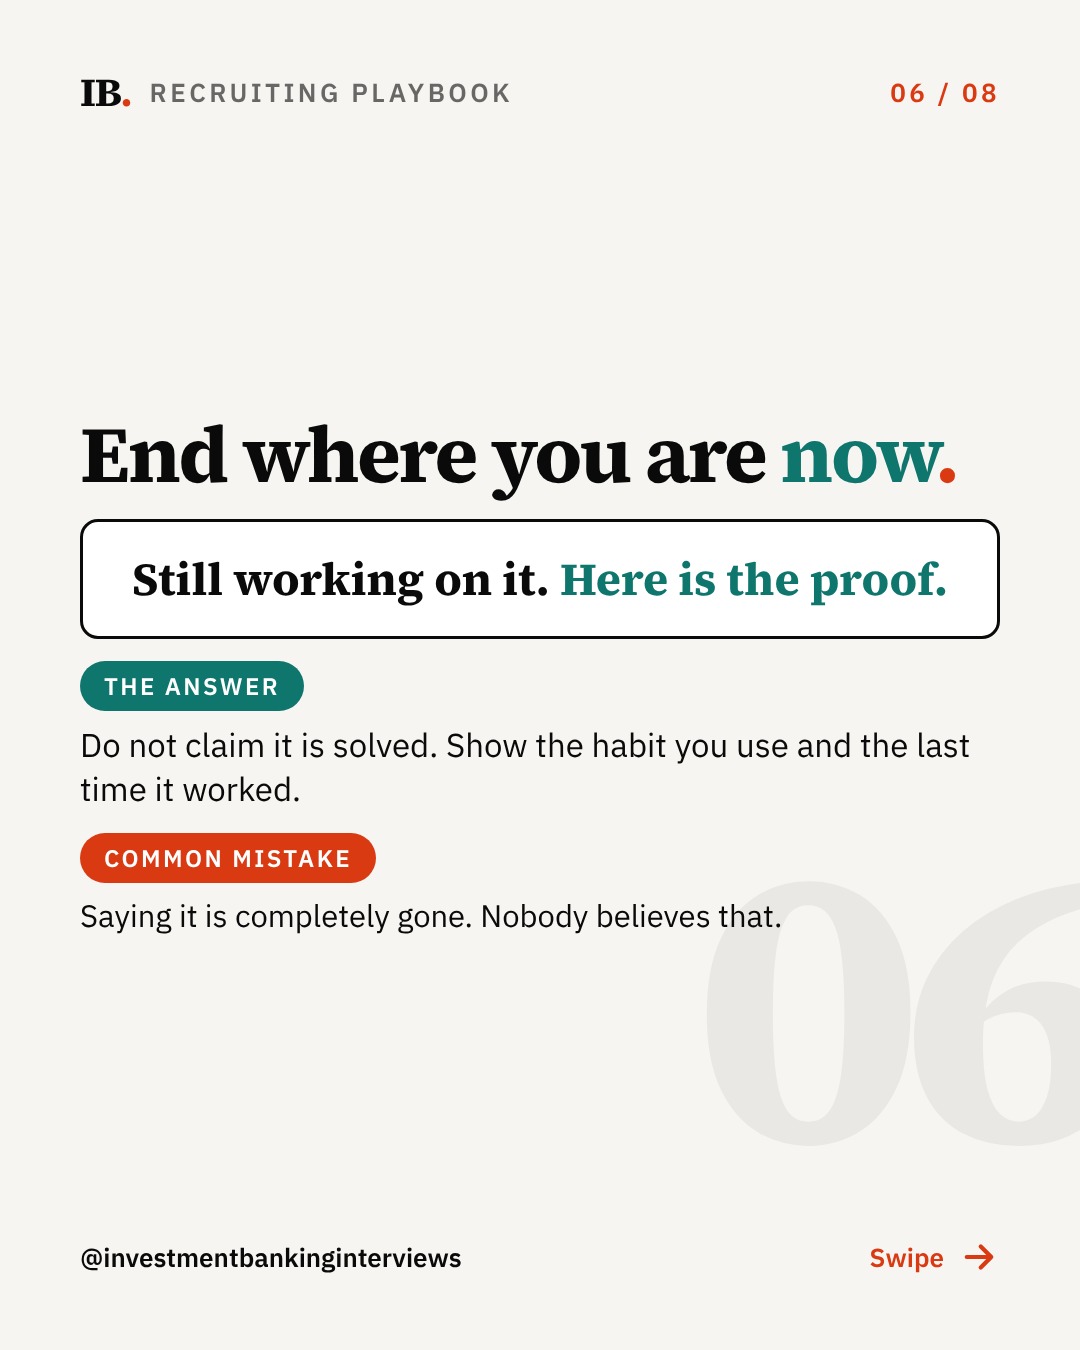 IB. RECRUITING PLAYBOOK
06 / 08
End where you are now.
Still working on it. Here is the proof.
THE ANSWER
Do not claim it is solved. Show the habit you use and the last
time it worked.
COMMON MISTAKE
Saying it is completely gone. Nobody believes that.
06
@investmentbankinginterviews
Swipe →